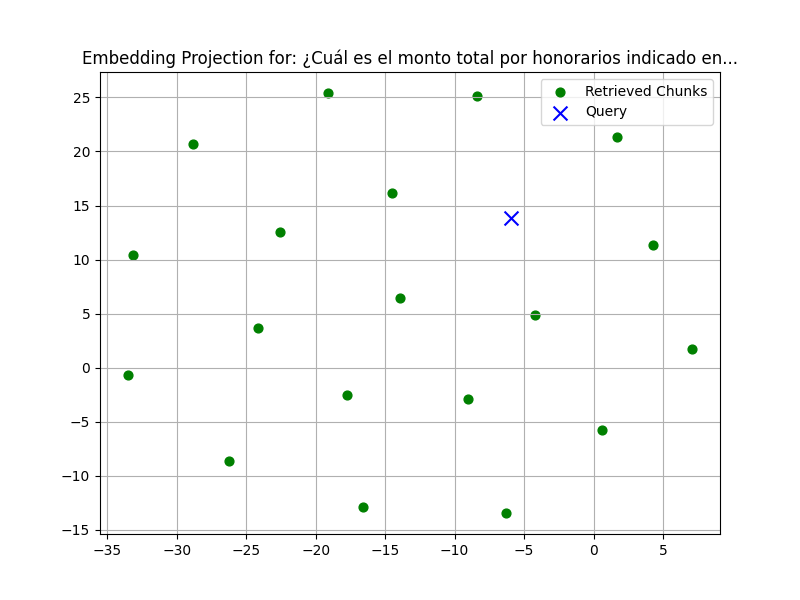 Embedding Projection for: ¿Cuál es el monto total por honorarios indicado en...
Retrieved Chunks
Query
25
20
15
10
5
0
−5
−10
−15
−35 −30 −25 −20 −15 −10 −5 0 5